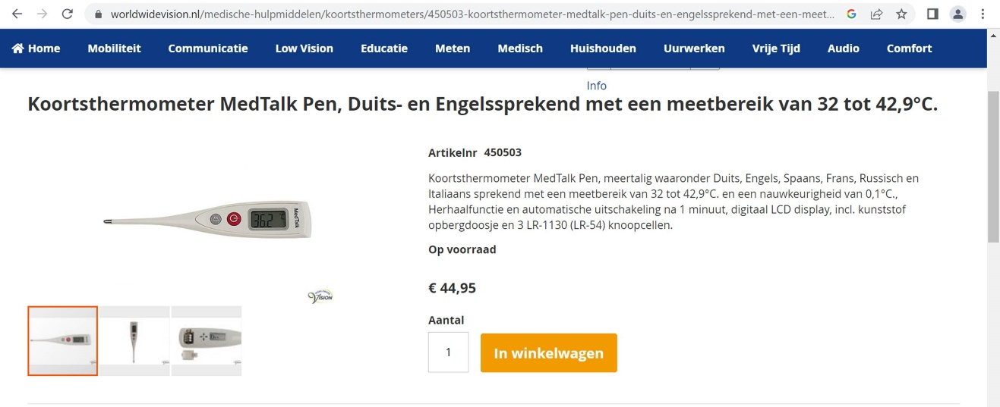 worldwidevision.nl/medische-hulpmiddelen/koortsthermometers/450503-koortsthermometer-medtalk-pen-duits-en-engelssprekend-met-een-meet...
Home Mobiliteit Communicatie Low Vision Educatie Meten Medisch Huishouden Uurwerken Vrije Tijd Audio Comfort
Info
Koortsthermometer MedTalk Pen, Duits- en Engelssprekend met een meetbereik van 32 tot 42,9°C.
Artikelnr 450503
Koortsthermometer MedTalk Pen, meertalig waaronder Duits, Engels, Spaans, Frans, Russisch en
Italiaans sprekend met een meetbereik van 32 tot 42,9°C. en een nauwkeurigheid van 0,1°C.,
Herhaalfunctie en automatische uitschakeling na 1 minuut, digitaal LCD display, incl. kunststof
opbergdoosje en 3 LR-1130 (LR-54) knoopcellen.
Op voorraad
€ 44,95
Aantal
1
In winkelwagen
36.2 °C
MedTalk
VISION